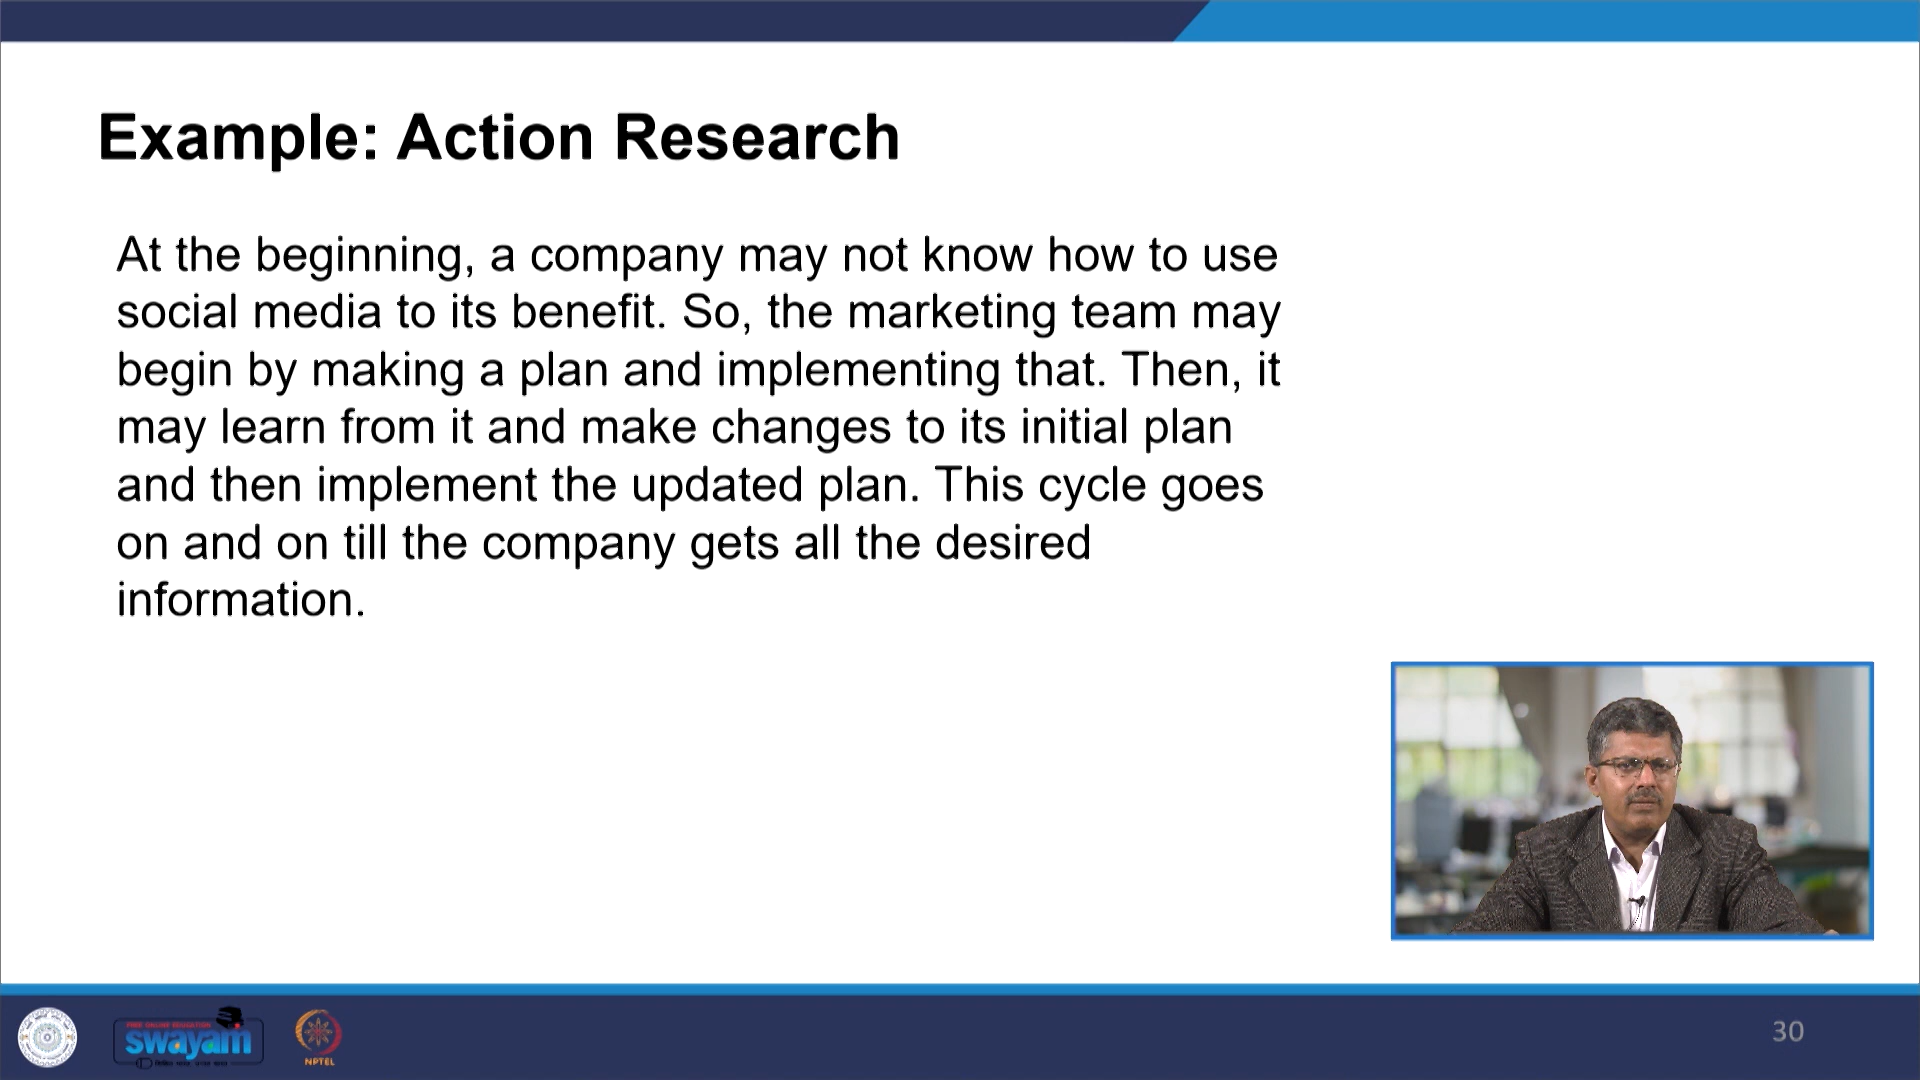 Example: Action Research
At the beginning, a company may not know how to use
social media to its benefit. So, the marketing team may
begin by making a plan and implementing that. Then, it
may learn from it and make changes to its initial plan
and then implement the updated plan. This cycle goes
on and on till the company gets all the desired
information.
FREE ONLINE EDUCATION
swayam
NPTEL
30